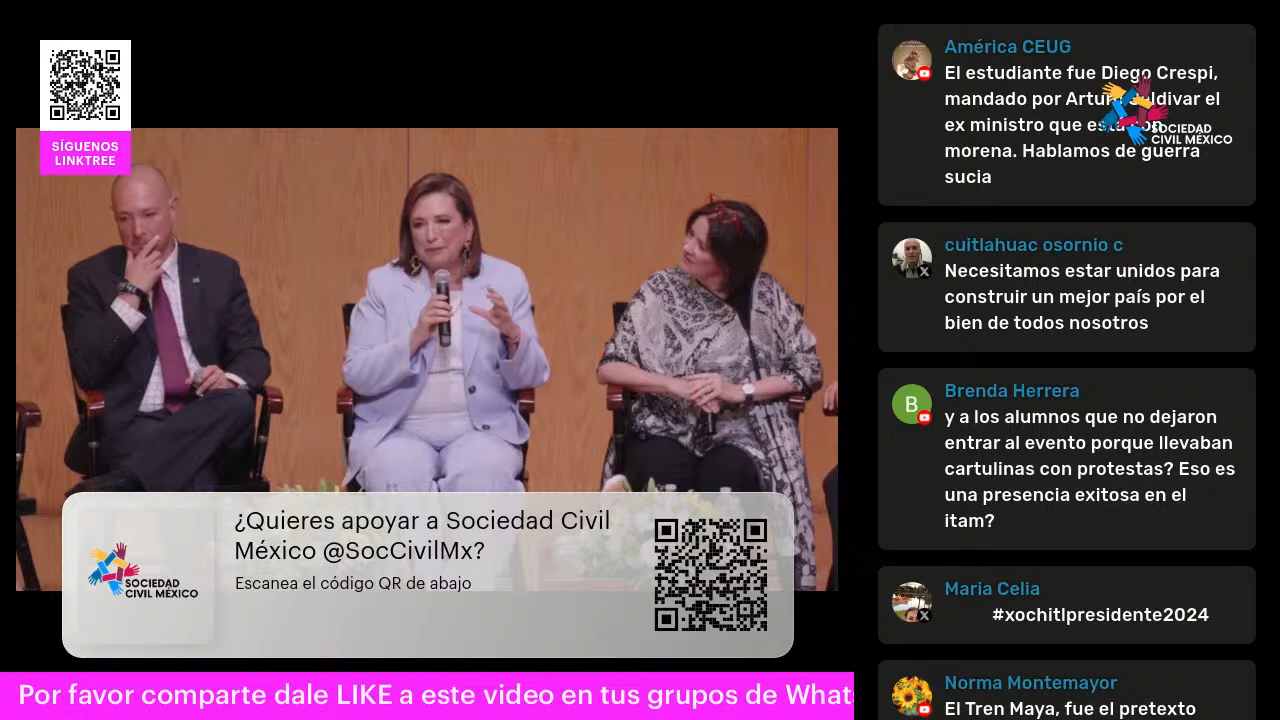 SÍGUENOS
LINKTREE
¿Quieres apoyar a Sociedad Civil
México @SocCivilMx?
Escanea el código QR de abajo
SOCIEDAD
CIVIL MÉXICO
Por favor comparte dale LIKE a este video en tus grupos de What
América CEUG
El estudiante fue Diego Crespi,
mandado por el
ex ministro que con
morena. Hablamos de guerra
sucia
SOCIEDAD
CIVIL MÉXICO
cuitlahuac osornio c
Necesitamos estar unidos para
construir un mejor país por el
bien de todos nosotros
B
Brenda Herrera
y a los alumnos que no dejaron
entrar al evento porque llevaban
cartulinas con protestas? Eso es
una presencia exitosa en el
itam?
Maria Celia
#xochitlpresidente2024
Norma Montemayor
El Tren Maya, fue el pretexto